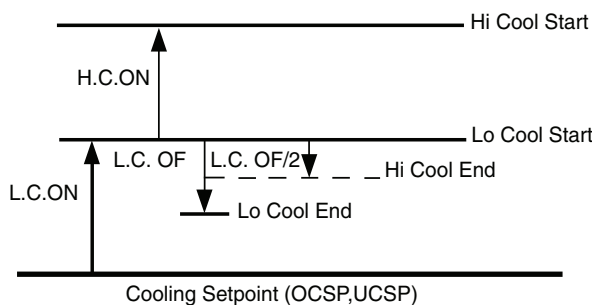 Hi Cool Start
H.C.ON
Lo Cool Start
L.C. OF
L.C. OF/2
Hi Cool End
L.C.ON
Lo Cool End
Cooling Setpoint (OCSP,UCSP)